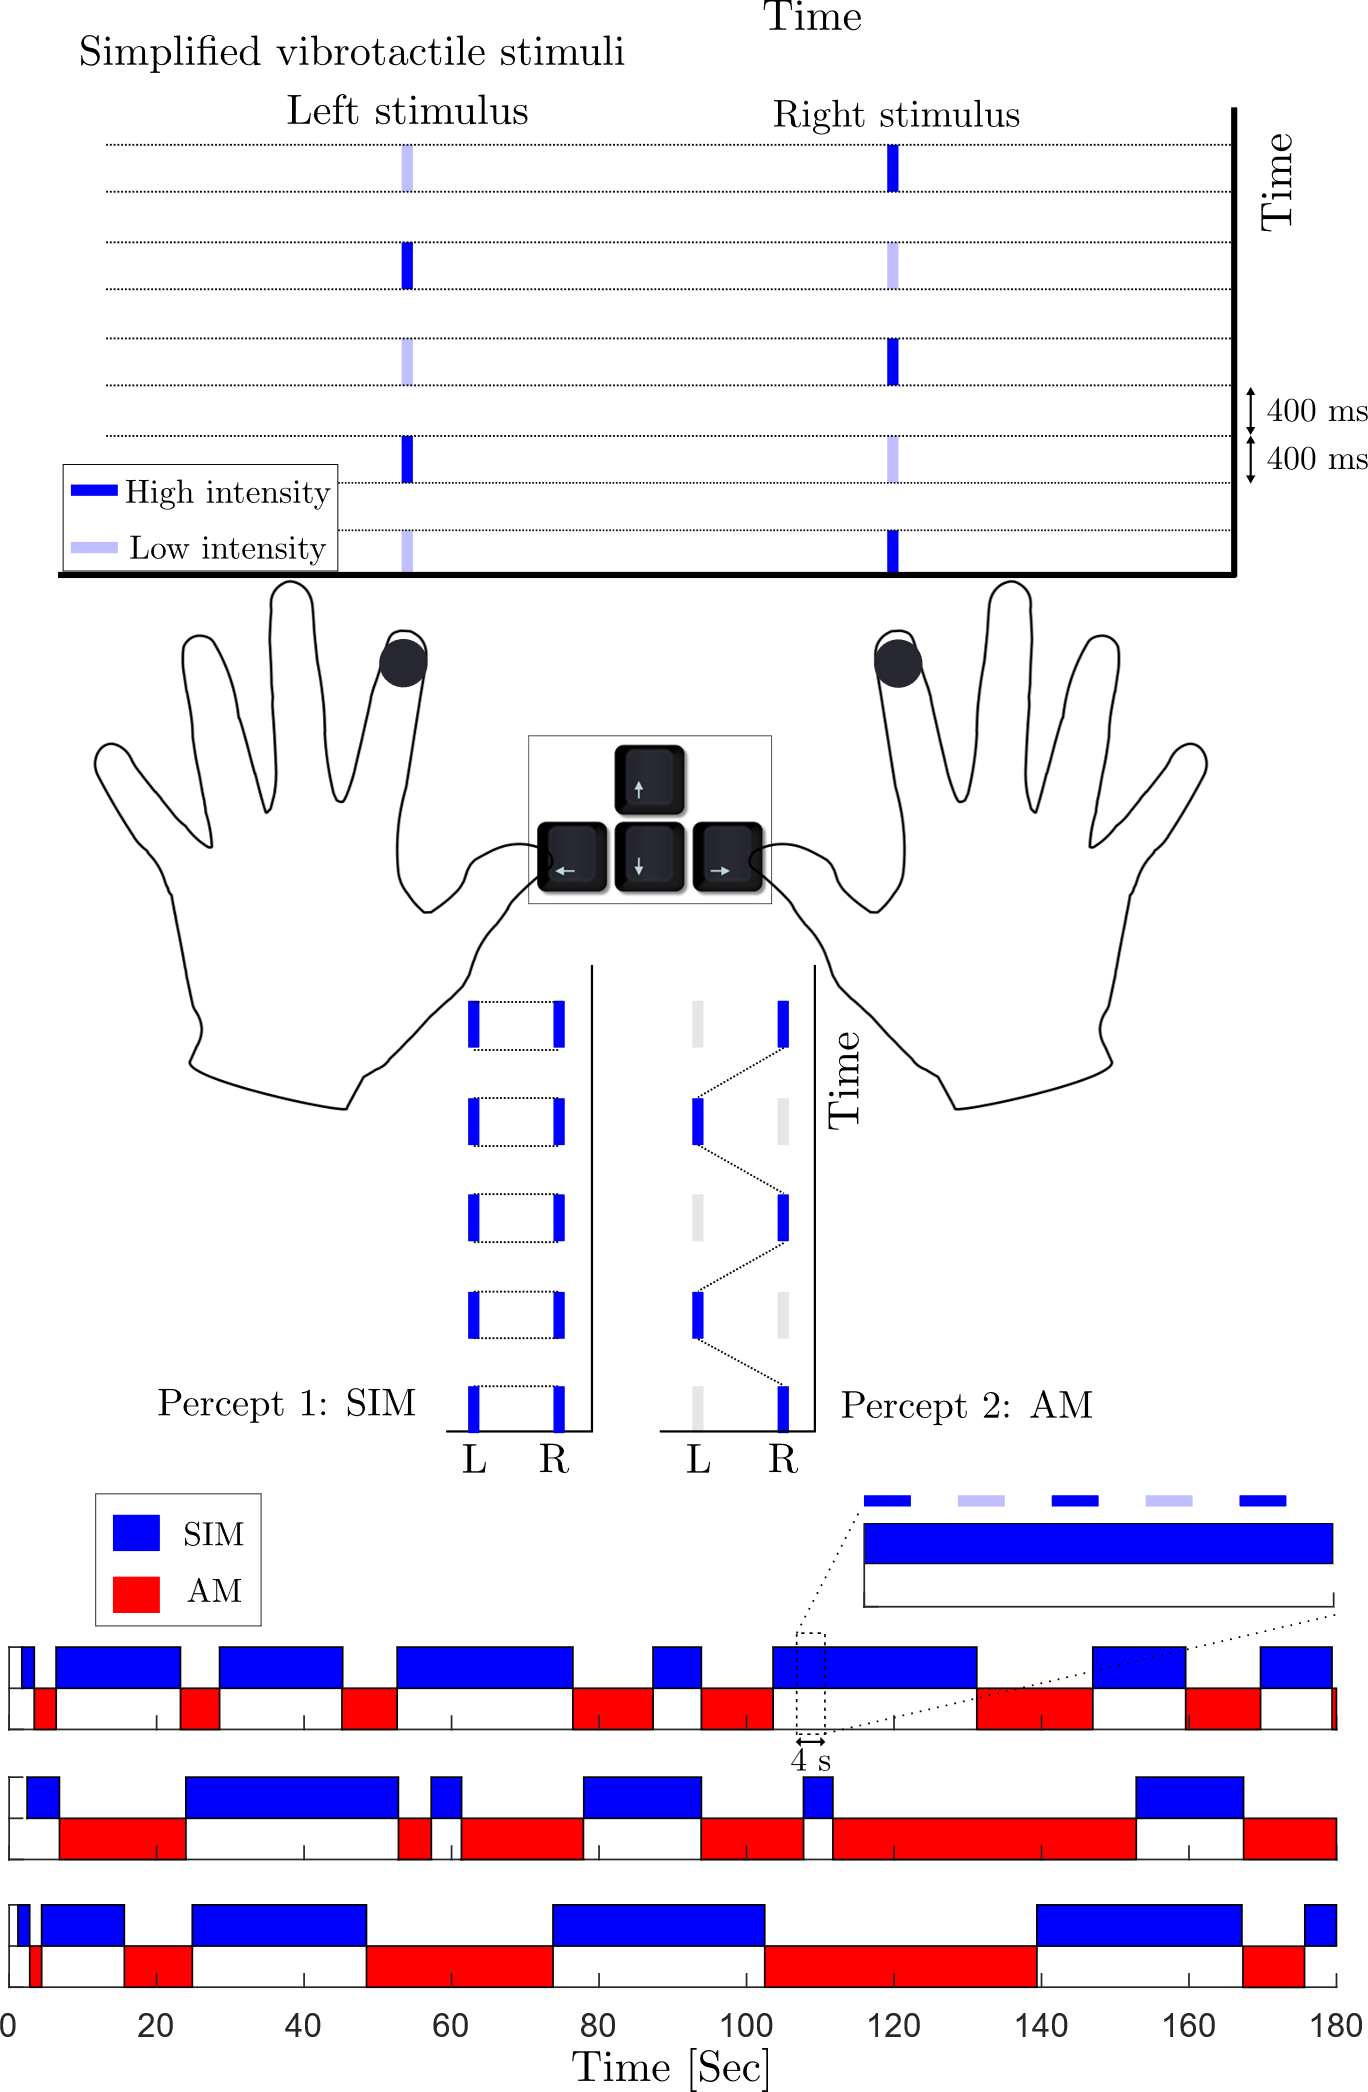 Time
Simplified vibrotactile stimuli
Left stimulus
Right stimulus
Time
400 ms
400 ms
High intensity
Low intensity
↑
← ↓ →
Time
Percept 1: SIM
Percept 2: AM
L R L R
SIM
AM
4 s
0 20 40 60 80 100 120 140 160 180
Time [Sec]